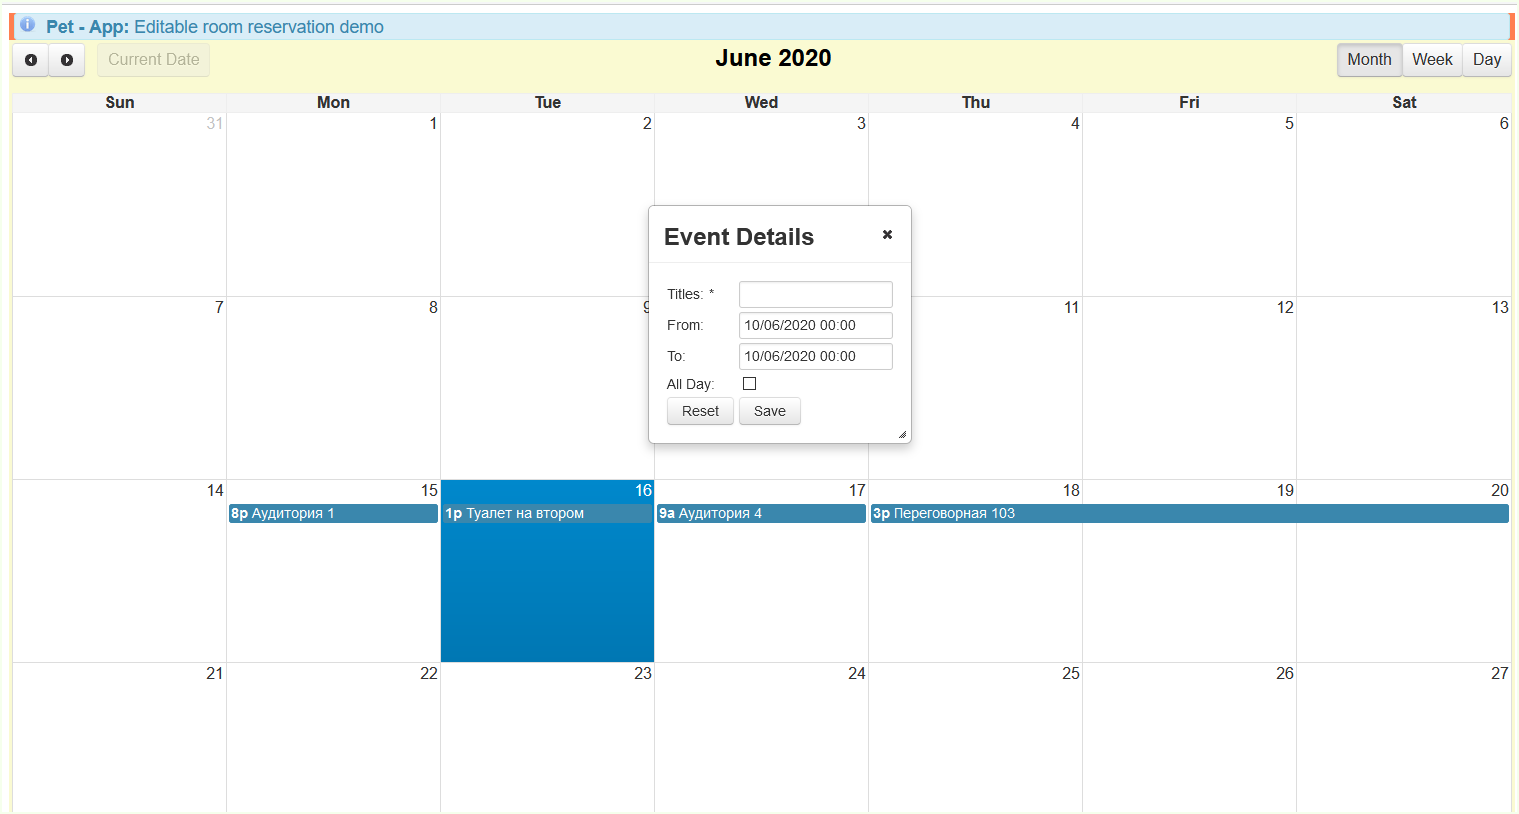 Pet - App: Editable room reservation demo
Current Date
June 2020
Month Week Day
Sun Mon Tue Wed Thu Fri Sat
31 1 2 3 4 5 6
Event Details
Titles: *
From: 10/06/2020 00:00
To: 10/06/2020 00:00
All Day:
Reset Save
7 8 9 11 12 13
14 15 16 17 18 19 20
8p Аудитория 1 1p Туалет на втором 9a Аудитория 4 3p Переговорная 103
21 22 23 24 25 26 27